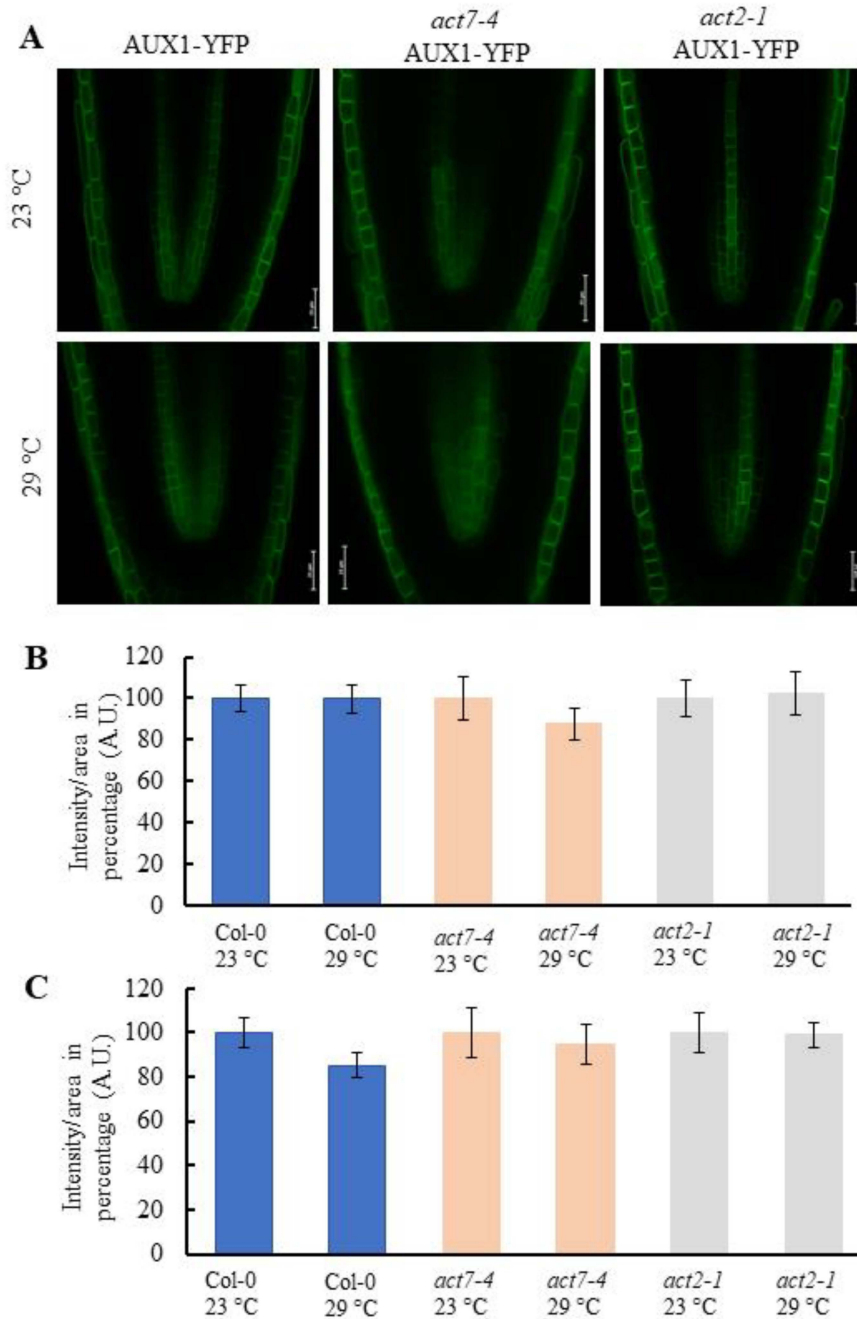 A
AUX1-YFP
act7-4
AUX1-YFP
act2-1
AUX1-YFP
23 °C
29 °C
B
Intensity/area in
percentage (A.U.)
120
100
80
60
40
20
0
Col-0
23 °C
Col-0
29 °C
act7-4
23 °C
act7-4
29 °C
act2-1
23 °C
act2-1
29 °C
C
Intensity/area in
percentage (A.U.)
120
100
80
60
40
20
0
Col-0
23 °C
Col-0
29 °C
act7-4
23 °C
act7-4
29 °C
act2-1
23 °C
act2-1
29 °C